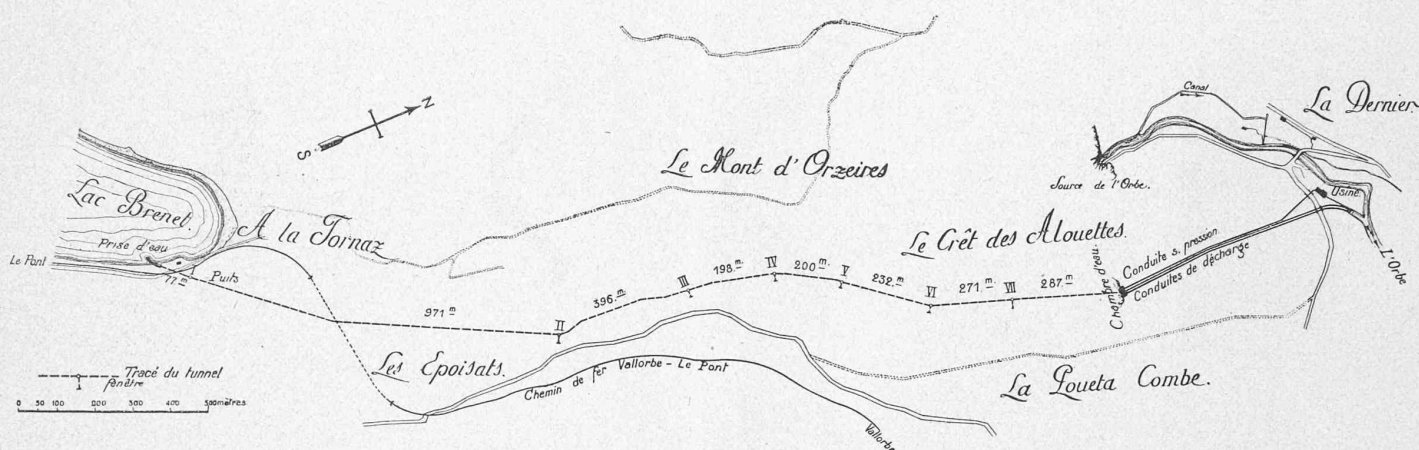 Canal
La Dernier
N
S.
Le Mont d'Orzeires
Source de l'Orbe.
Usine
Lac Brenet.
A la Tornaz
Prise d'eau
Le Pont
Puits
77 m
Le Crêt des Alouettes.
Conduite s. pression
Conduites de décharge
Chambre d'eau.
L'Orbe
971 m
II
396. m
III
198. m
IV
200 m.
V
232. m
VI
271. m
VII
287. m
Les Epoisats.
Chemin de fer Vallorbe - Le Pont
Vallorbe
La Poueta Combe.
Tracé du tunnel
fenêtre
0 50 100 200 300 400 500 mètres.